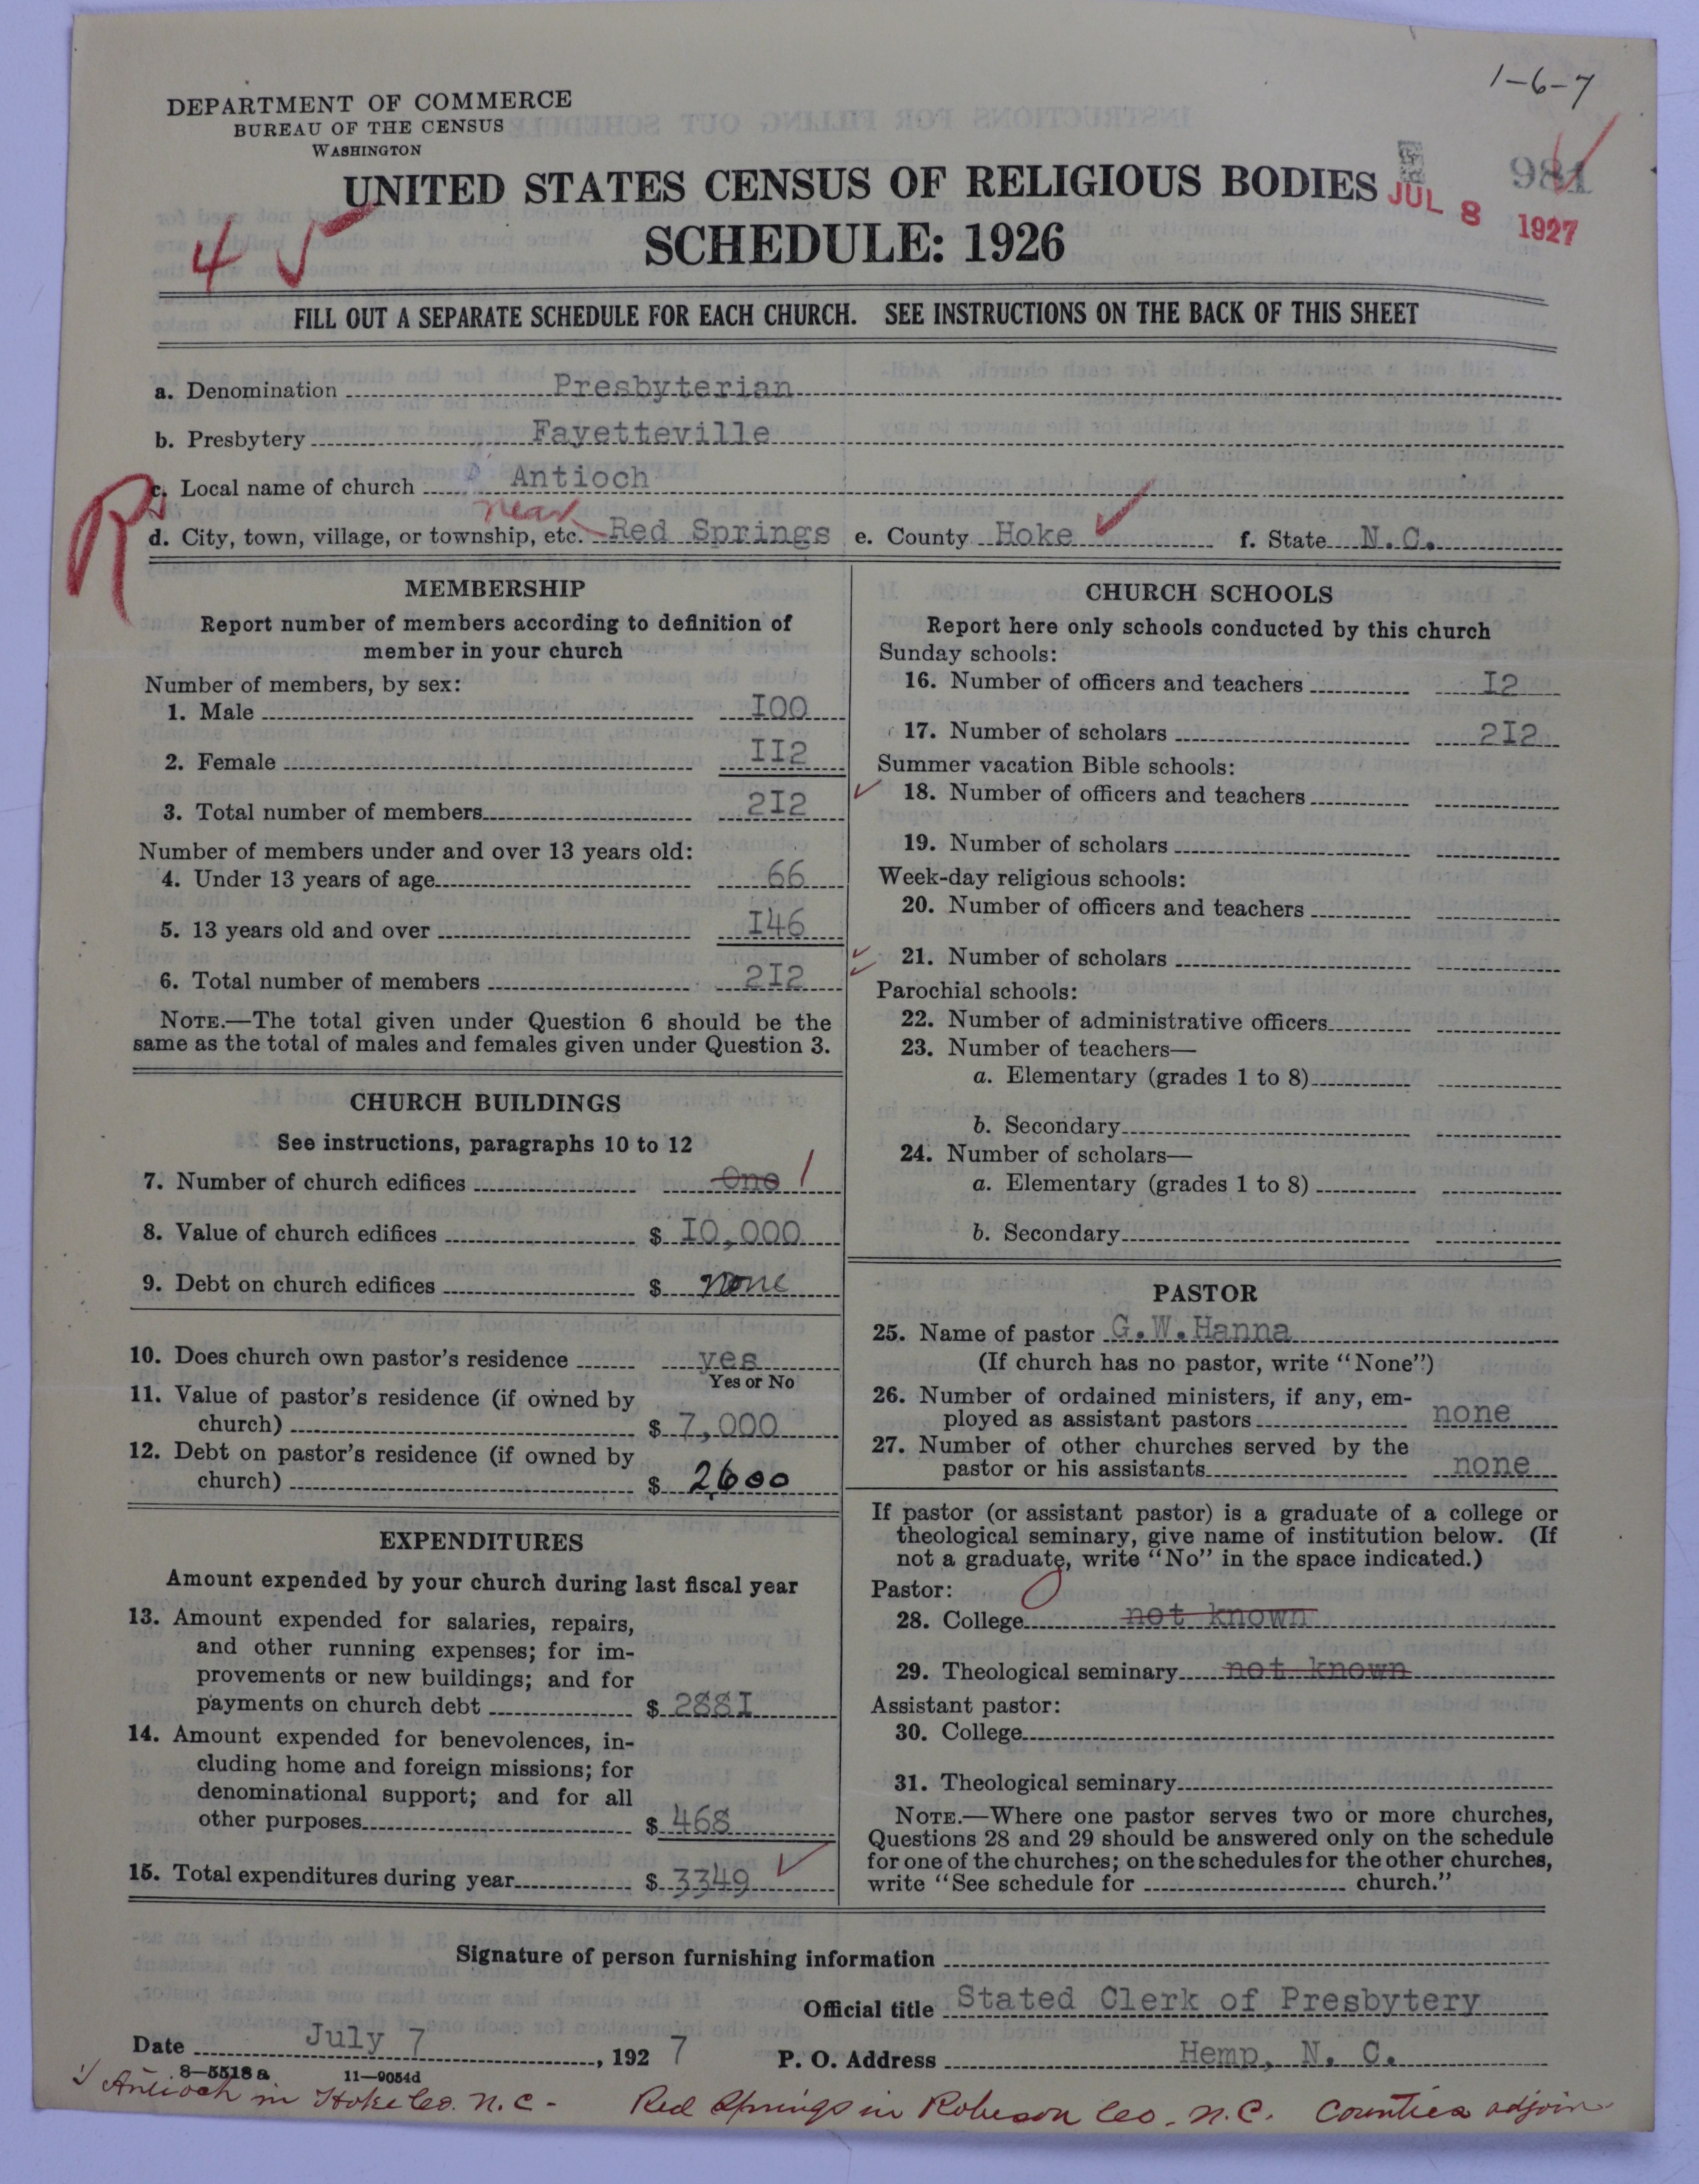 1-6-7
DEPARTMENT OF COMMERCE
BUREAU OF THE CENSUS
WASHINGTON
UNITED STATES CENSUS OF RELIGIOUS BODIES
JUL 8 1927
SCHEDULE: 1926
45
FILL OUT A SEPARATE SCHEDULE FOR EACH CHURCH. SEE INSTRUCTIONS ON THE BACK OF THIS SHEET
a. Denomination Presbyterian
b. Presbytery Fayetteville
R
c. Local name of church Antioch
d. City, town, village, or township, etc. near Red Springs e. County Hoke f. State N.C.
MEMBERSHIP
Report number of members according to definition of
member in your church
Number of members, by sex:
1. Male I00
2. Female II2
3. Total number of members 2I2
Number of members under and over 13 years old:
4. Under 13 years of age 66
5. 13 years old and over I46
6. Total number of members 2I2
NOTE.—The total given under Question 6 should be the
same as the total of males and females given under Question 3.
CHURCH BUILDINGS
See instructions, paragraphs 10 to 12
7. Number of church edifices One 1
8. Value of church edifices $ I0,000
9. Debt on church edifices $ none
10. Does church own pastor's residence yes
Yes or No
11. Value of pastor's residence (if owned by
church) $ 7,000
12. Debt on pastor's residence (if owned by
church) $ 2600
EXPENDITURES
Amount expended by your church during last fiscal year
13. Amount expended for salaries, repairs,
and other running expenses; for im-
provements or new buildings; and for
payments on church debt $ 288I
14. Amount expended for benevolences, in-
cluding home and foreign missions; for
denominational support; and for all
other purposes $ 468
15. Total expenditures during year $ 3349
CHURCH SCHOOLS
Report here only schools conducted by this church
Sunday schools:
16. Number of officers and teachers I2
17. Number of scholars 2I2
Summer vacation Bible schools:
18. Number of officers and teachers
19. Number of scholars
Week-day religious schools:
20. Number of officers and teachers
21. Number of scholars
Parochial schools:
22. Number of administrative officers
23. Number of teachers—
a. Elementary (grades 1 to 8)
b. Secondary
24. Number of scholars—
a. Elementary (grades 1 to 8)
b. Secondary
PASTOR
25. Name of pastor G.W.Hanna
(If church has no pastor, write "None")
26. Number of ordained ministers, if any, em-
ployed as assistant pastors none
27. Number of other churches served by the
pastor or his assistants none
If pastor (or assistant pastor) is a graduate of a college or
theological seminary, give name of institution below. (If
not a graduate, write "No" in the space indicated.)
Pastor:
28. College not known
29. Theological seminary not known
Assistant pastor:
30. College
31. Theological seminary
NOTE.—Where one pastor serves two or more churches,
Questions 28 and 29 should be answered only on the schedule
for one of the churches; on the schedules for the other churches,
write "See schedule for church."
Signature of person furnishing information
Official title Stated Clerk of Presbytery
Date July 7, 1927 P. O. Address Hemp, N. C.
8-5518 a 11-9054d
1/ Antioch in Hoke Co. N.C. - Red Springs in Robeson Co. N.C. Counties adjoin